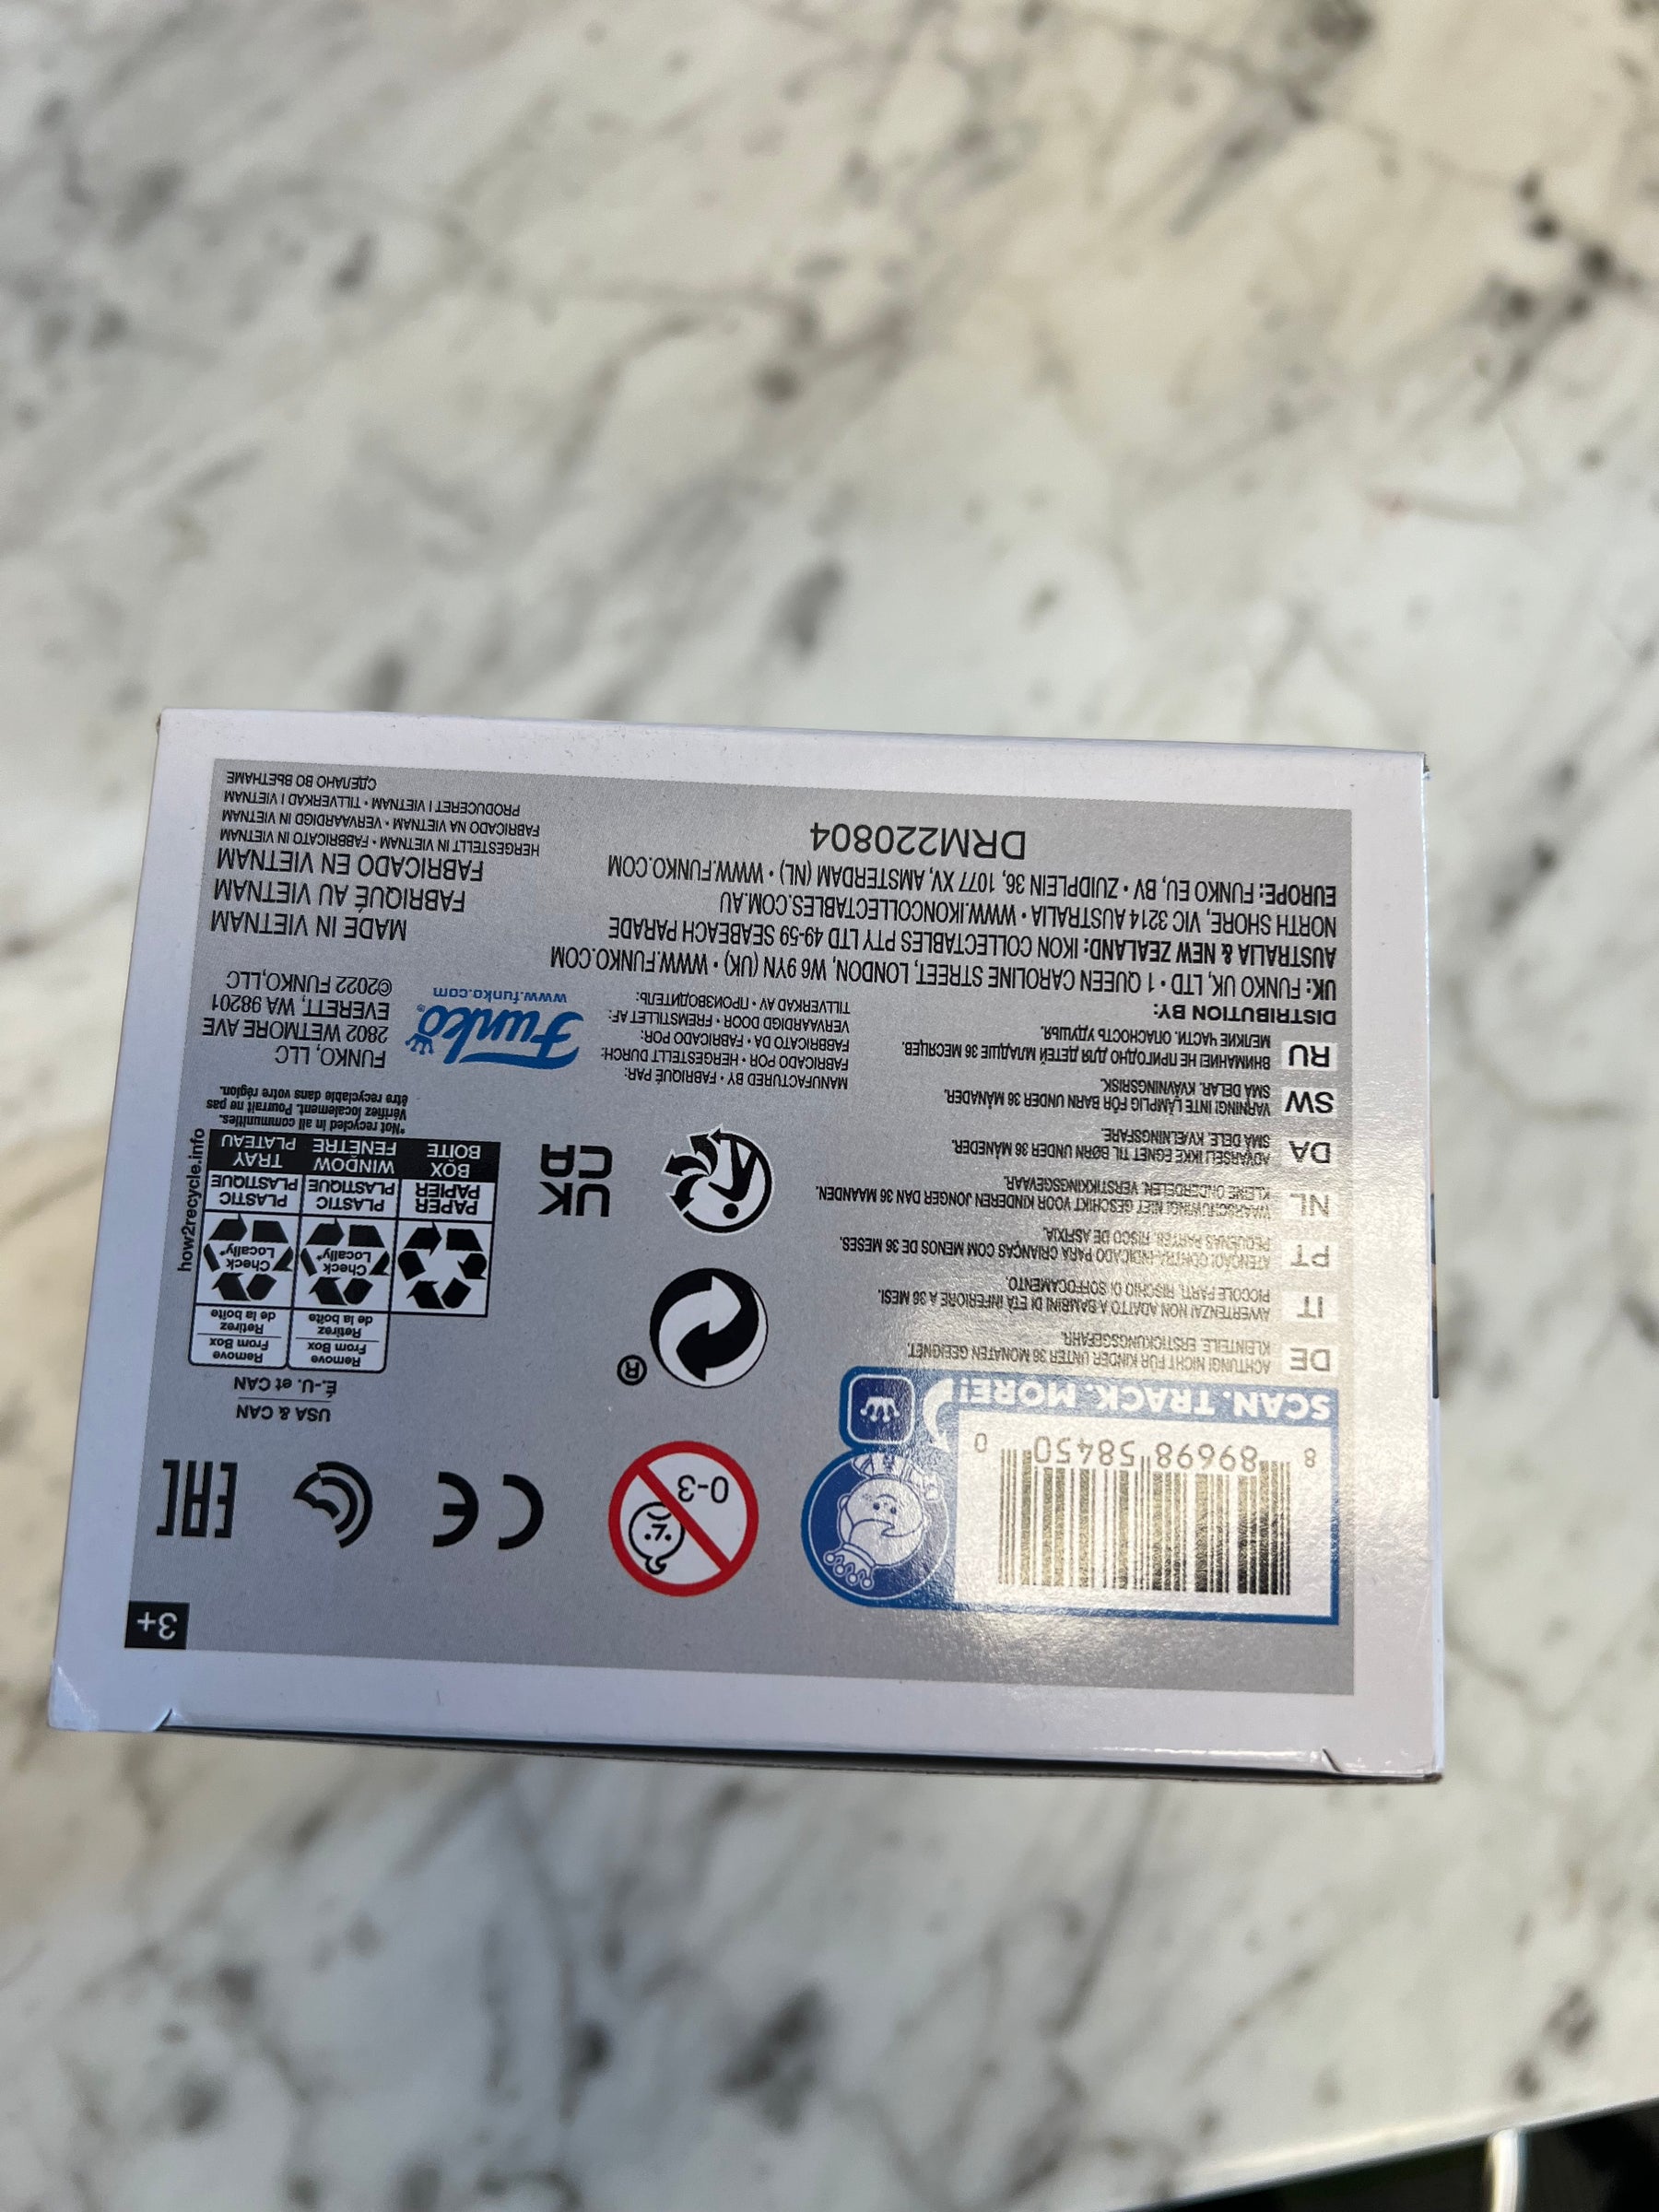 3+
8 89698 58450 0
SCAN. TRACK. MORE!
0-3
CE
EAC
USA & CAN
É.-U. et CAN
®
Remove
From Box
Retirez
de la boîte
Remove
From Box
Retirez
de la boîte
Check
Locally*
Check
Locally*
PAPER
PAPIER
PLASTIC
PLASTIQUE
PLASTIC
PLASTIQUE
BOX
BOÎTE
WINDOW
FENÊTRE
TRAY
PLATEAU
how2recycle.info
*Not recycled in all communities.
Vérifiez localement. Pourrait ne pas
être recyclable dans votre région.
UK
CA
DE ACHTUNG! NICHT FÜR KINDER UNTER 36 MONATEN GEEIGNET.
KLEINTEILE. ERSTICKUNGSGEFAHR.
IT AVVERTENZA! NON ADATTO A BAMBINI DI ETÀ INFERIORE A 36 MESI.
PICCOLE PARTI. RISCHIO DI SOFFOCAMENTO.
PT ATENÇÃO! CONTRA-INDICADO PARA CRIANÇAS COM MENOS DE 36 MESES.
PEQUENAS PARTES. RISCO DE ASFIXIA.
NL WAARSCHUWING! NIET GESCHIKT VOOR KINDEREN JONGER DAN 36 MAANDEN.
KLEINE ONDERDELEN. VERSTIKKINGSGEVAAR.
DA ADVARSEL! IKKE EGNET TIL BØRN UNDER 36 MÅNEDER.
SMÅ DELE. KVÆLNINGSFARE.
SW VARNING! INTE LÄMPLIG FÖR BARN UNDER 36 MÅNADER.
SMÅ DELAR. KVÄVNINGSRISK.
RU ВНИМАНИЕ! НЕ ПРИГОДНО ДЛЯ ДЕТЕЙ МЛАДШЕ 36 МЕСЯЦЕВ.
МЕЛКИЕ ЧАСТИ. ОПАСНОСТЬ УДУШЬЯ.
MANUFACTURED BY • FABRIQUÉ PAR:
FABRICADO POR • HERGESTELLT DURCH:
FABBRICATO DA • FABRICADO POR:
VERVAARDIGD DOOR • FREMSTILLET AF:
TILLVERKAD AV • ПРОИЗВОДИТЕЛЬ:
Funko®
www.funko.com
FUNKO, LLC
2802 WETMORE AVE
EVERETT, WA 98201
©2022 FUNKO,LLC
DISTRIBUTION BY:
UK: FUNKO UK, LTD • 1 QUEEN CAROLINE STREET, LONDON, W6 9YN (UK) • WWW.FUNKO.COM
AUSTRALIA & NEW ZEALAND: IKON COLLECTABLES PTY LTD 49-59 SEABEACH PARADE
NORTH SHORE, VIC 3214 AUSTRALIA • WWW.IKONCOLLECTABLES.COM.AU
EUROPE: FUNKO EU, BV • ZUIDPLEIN 36, 1077 XV, AMSTERDAM (NL) • WWW.FUNKO.COM
DRM220804
MADE IN VIETNAM
FABRIQUÉ AU VIETNAM
FABRICADO EN VIETNAM
HERGESTELLT IN VIETNAM • FABBRICATO IN VIETNAM
FABRICADO NA VIETNAM • VERVAARDIGD IN VIETNAM
PRODUCERET I VIETNAM • TILLVERKAD I VIETNAM
СДЕЛАНО ВО ВЬЕТНАМЕ